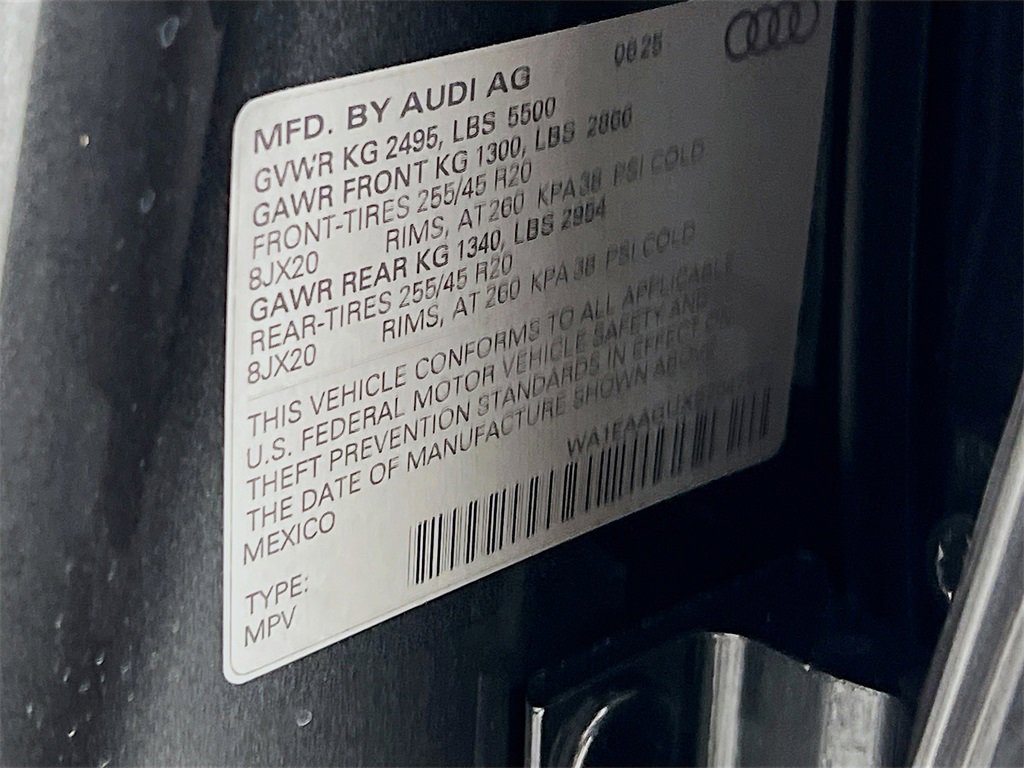 0625
MFD. BY AUDI AG
GVWR KG 2495, LBS 5500
GAWR FRONT KG 1300, LBS 2866
FRONT-TIRES 255/45 R20
8JX20 RIMS, AT 260 KPA 38 PSI COLD
GAWR REAR KG 1340, LBS 2954
REAR-TIRES 255/45 R20
8JX20 RIMS, AT 260 KPA 38 PSI COLD
THIS VEHICLE CONFORMS TO ALL APPLICABLE
U.S. FEDERAL MOTOR VEHICLE SAFETY AND
THEFT PREVENTION STANDARDS IN EFFECT ON
THE DATE OF MANUFACTURE SHOWN ABOVE
MEXICO
TYPE:
MPV